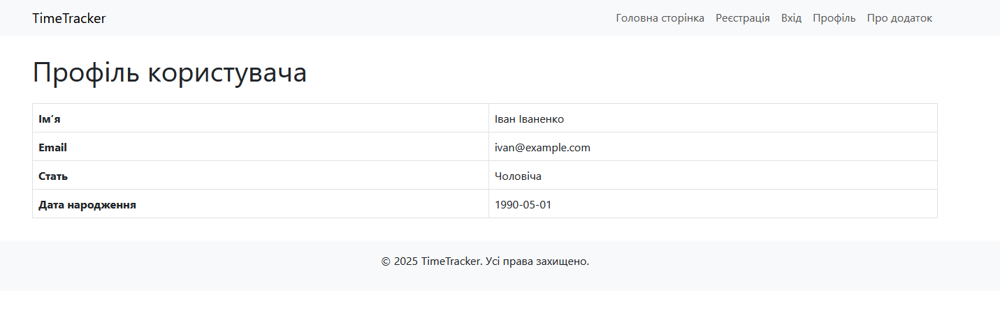 TimeTracker Головна сторінка Реєстрація Вхід Профіль Про додаток
Профіль користувача
Ім'я Іван Іваненко
Email ivan@example.com
Стать Чоловіча
Дата народження 1990-05-01
© 2025 TimeTracker. Усі права захищено.